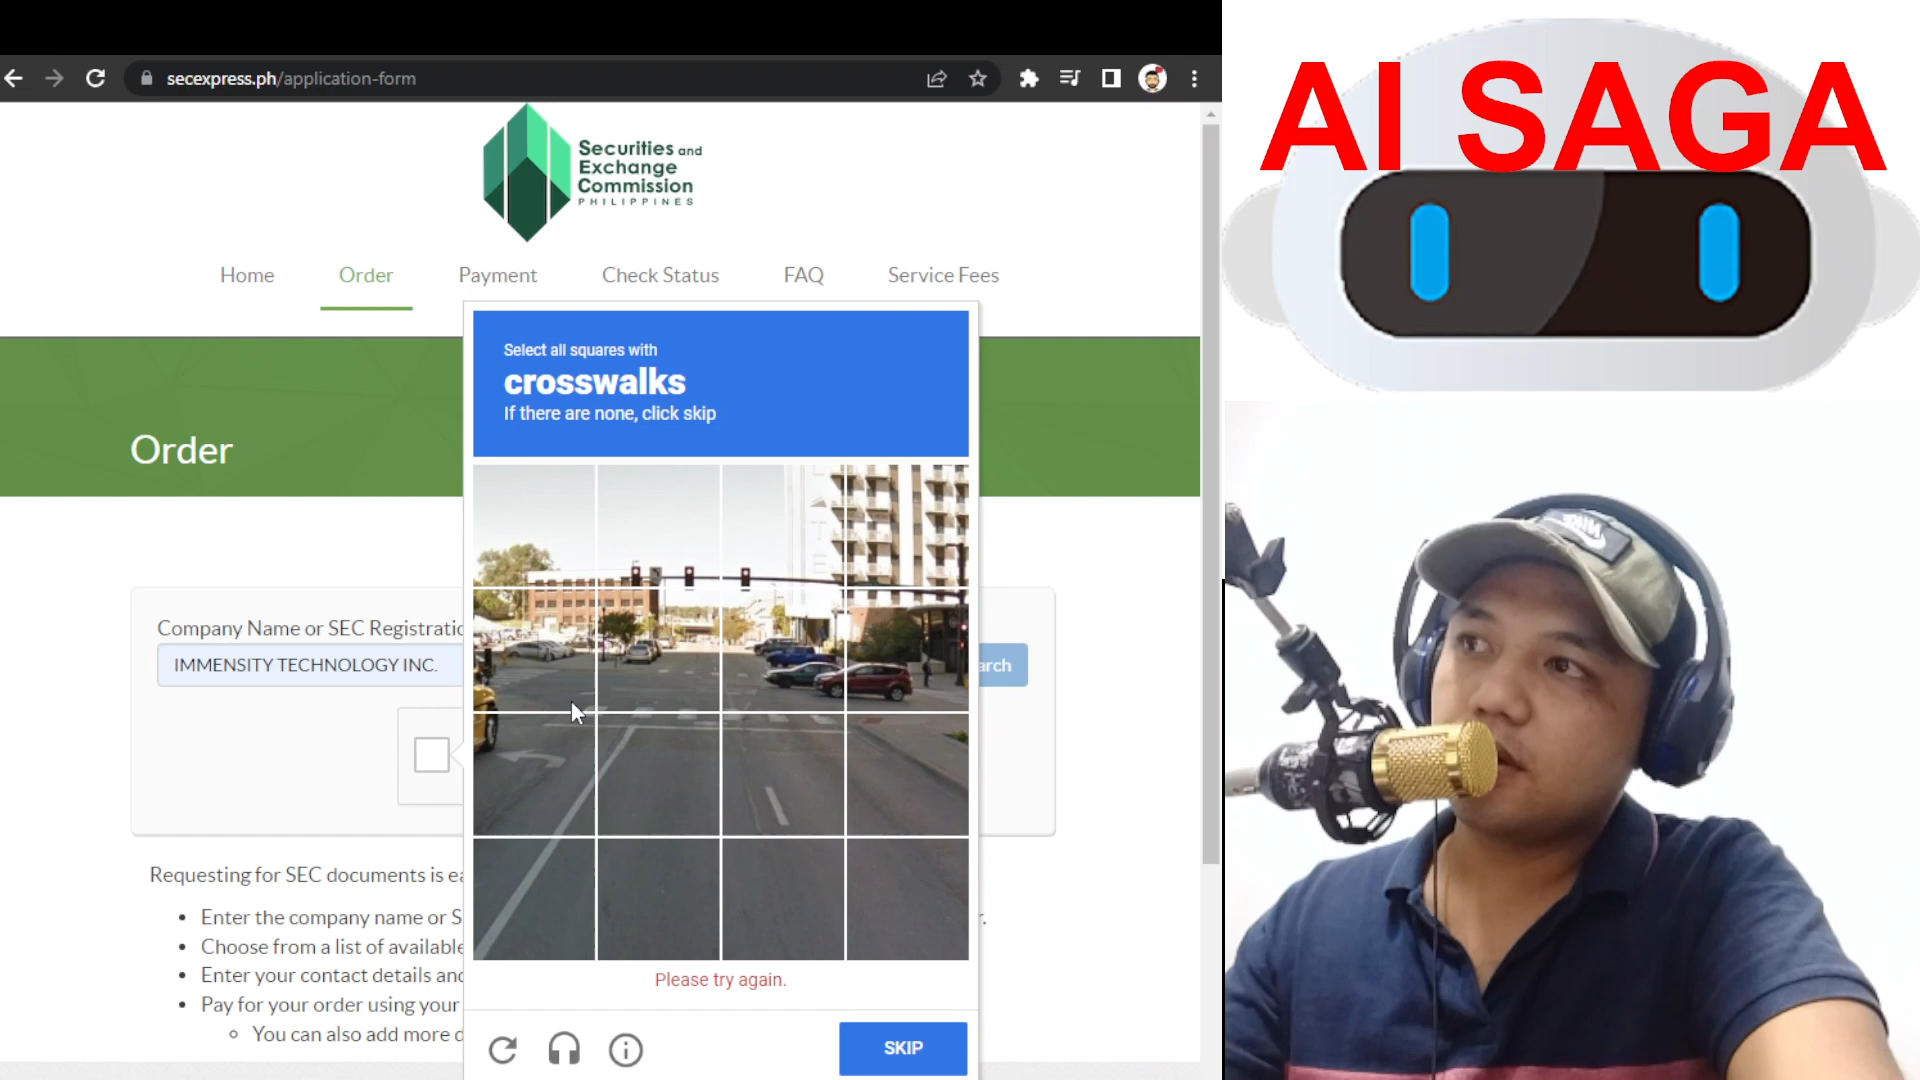 secexpress.ph/application-form
AI SAGA
Securities and
Exchange
Commission
PHILIPPINES
Home
Order
Payment
Check Status
FAQ
Service Fees
Select all squares with
crosswalks
If there are none, click skip
Order
Company Name or SEC Registratio
IMMENSITY TECHNOLOGY INC.
arch
Requesting for SEC documents is ea
Enter the company name or S
Choose from a list of available
Enter your contact details and
Pay for your order using your
You can also add more d
Please try again.
SKIP